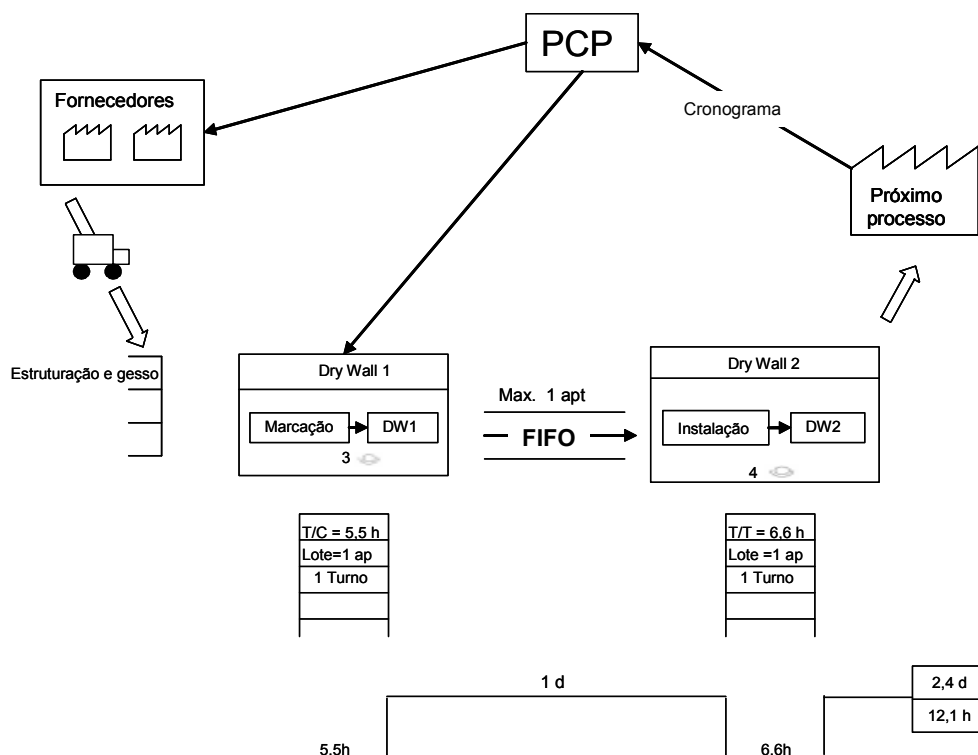 PCP
Fornecedores
Cronograma
Próximo
processo
Estruturação e gesso
Dry Wall 1
Marcação
DW1
3
Max. 1 apt
FIFO
Dry Wall 2
Instalação
DW2
4
T/C = 5,5 h
Lote=1 ap
1 Turno
T/T = 6,6 h
Lote =1 ap
1 Turno
1 d
2,4 d
12,1 h
5,5h
6,6h